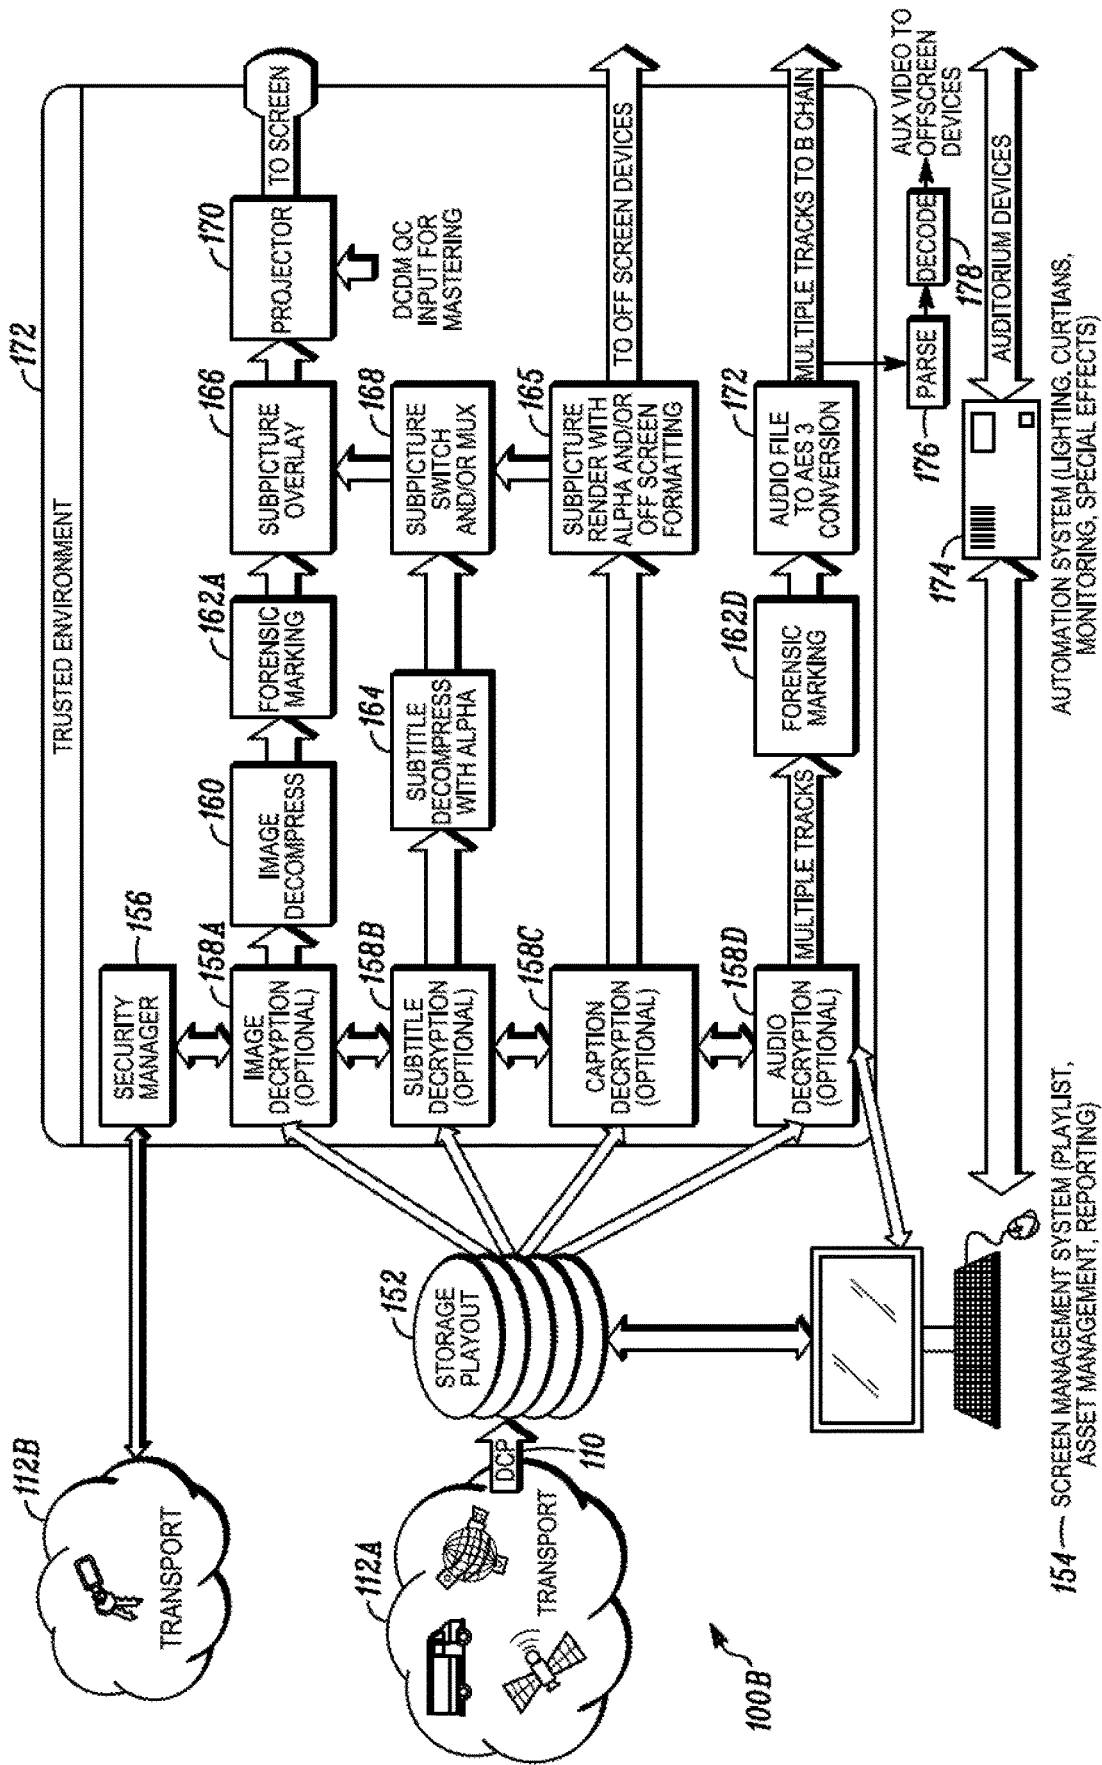 172
TRUSTED ENVIRONMENT
112B
TRANSPORT
156
SECURITY
MANAGER
158A
IMAGE
DECRYPTION
(OPTIONAL)
160
IMAGE
DECOMPRESS
162A
FORENSIC
MARKING
166
SUBPICTURE
OVERLAY
170
PROJECTOR
TO SCREEN
DCDM QC
INPUT FOR
MASTERING
112A
TRANSPORT
DCP
110
152
STORAGE
PLAYOUT
158B
SUBTITLE
DECRYPTION
(OPTIONAL)
164
SUBTITLE
DECOMPRESS
WITH ALPHA
168
SUBPICTURE
SWITCH
AND/OR MUX
158C
CAPTION
DECRYPTION
(OPTIONAL)
165
SUBPICTURE
RENDER WITH
ALPHA AND/OR
OFF SCREEN
FORMATTING
TO OFF SCREEN DEVICES
158D
AUDIO
DECRYPTION
(OPTIONAL)
MULTIPLE TRACKS
162D
FORENSIC
MARKING
172
AUDIO FILE
TO AES 3
CONVERSION
MULTIPLE TRACKS TO B CHAIN
176
PARSE
DECODE
178
AUX VIDEO TO
OFFSCREEN
DEVICES
174
AUDITORIUM DEVICES
100B
154
SCREEN MANAGEMENT SYSTEM (PLAYLIST,
ASSET MANAGEMENT, REPORTING)
AUTOMATION SYSTEM (LIGHTING, CURTIANS,
MONITORING, SPECIAL EFFECTS)